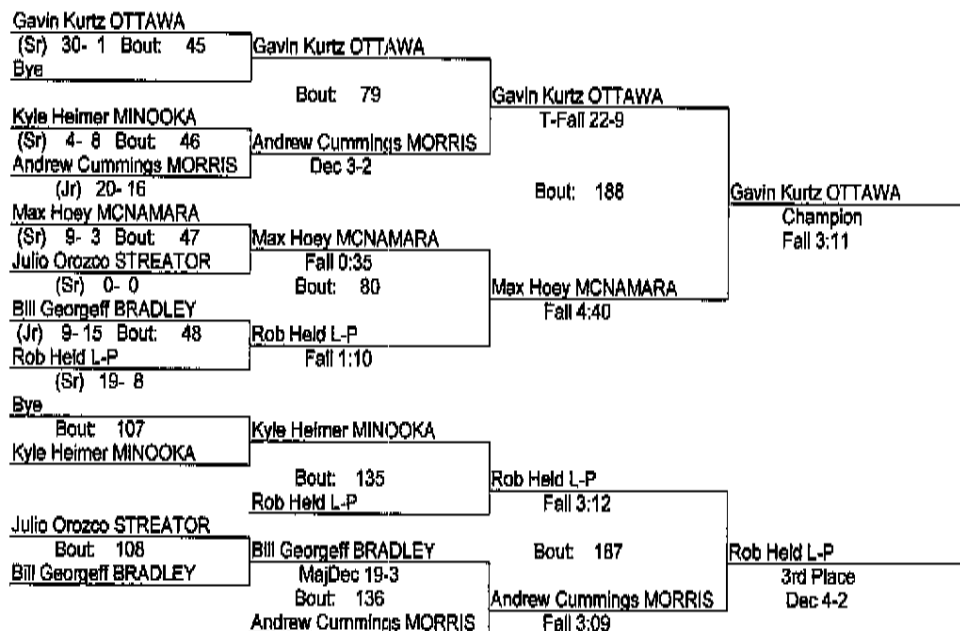 Gavin Kurtz OTTAWA
(Sr) 30- 1 Bout: 45
Bye
Gavin Kurtz OTTAWA
Bout: 79
Kyle Heimer MINOOKA
(Sr) 4- 8 Bout: 46
Andrew Cummings MORRIS
(Jr) 20- 16
Andrew Cummings MORRIS
Dec 3-2
Gavin Kurtz OTTAWA
T-Fall 22-9
Bout: 188
Max Hoey MCNAMARA
(Sr) 9- 3 Bout: 47
Julio Orozco STREATOR
(Sr) 0- 0
Max Hoey MCNAMARA
Fall 0:35
Bout: 80
Bill Georgeff BRADLEY
(Jr) 9- 15 Bout: 48
Rob Held L-P
(Sr) 19- 8
Rob Held L-P
Fall 1:10
Max Hoey MCNAMARA
Fall 4:40
Gavin Kurtz OTTAWA
Champion
Fall 3:11
Bye
Bout: 107
Kyle Heimer MINOOKA
Kyle Heimer MINOOKA
Bout: 135
Rob Held L-P
Rob Held L-P
Fall 3:12
Bout: 187
Julio Orozco STREATOR
Bout: 108
Bill Georgeff BRADLEY
Bill Georgeff BRADLEY
MajDec 19-3
Bout: 136
Andrew Cummings MORRIS
Andrew Cummings MORRIS
Fall 3:09
Rob Held L-P
3rd Place
Dec 4-2